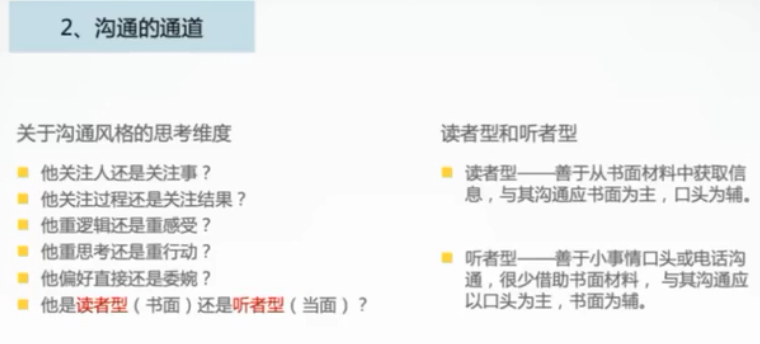 2、沟通的通道
关于沟通风格的思考维度
他关注人还是关注事？
他关注过程还是关注结果？
他重逻辑还是重感受？
他重思考还是重行动？
他偏好直接还是委婉？
他是读者型（书面）还是听者型（当面）？
读者型和听者型
读者型——善于从书面材料中获取信
息，与其沟通应书面为主，口头为辅。
听者型——善于小事情口头或电话沟
通，很少借助书面材料， 与其沟通应
以口头为主，书面为辅。